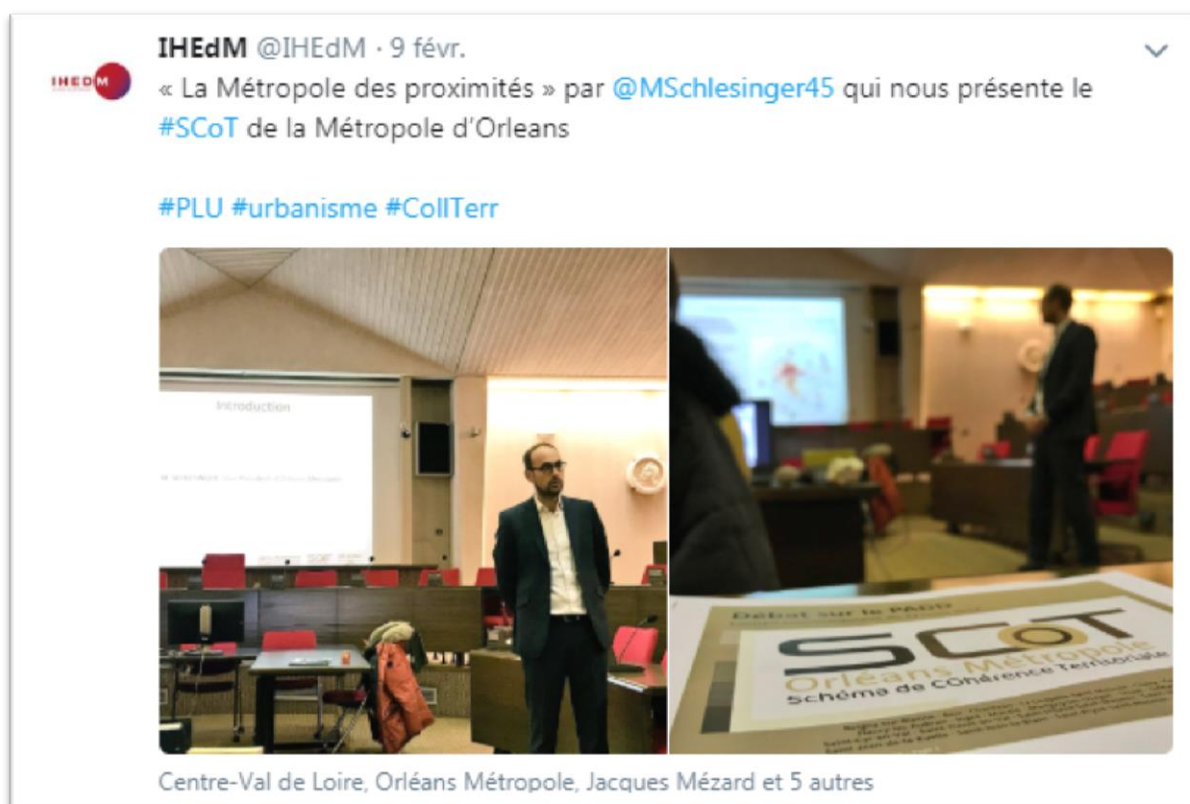 IHEdM @IHEdM · 9 févr.
IHEDM
« La Métropole des proximités » par @MSchlesinger45 qui nous présente le
#SCoT de la Métropole d'Orleans
#PLU #urbanisme #CollTerr
Introduction
Débat sur le PADD
SCoT
Orléans Métropole
Schéma de COhérence Territoriale
Centre-Val de Loire, Orléans Métropole, Jacques Mézard et 5 autres